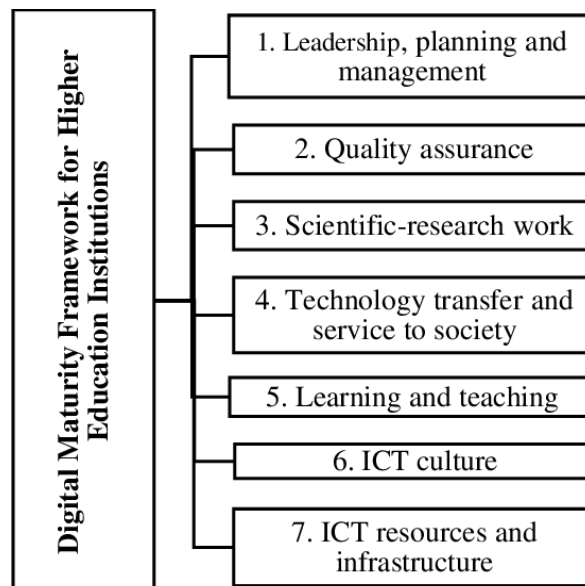 Digital Maturity Framework for Higher
Education Institutions
1. Leadership, planning and
management
2. Quality assurance
3. Scientific-research work
4. Technology transfer and
service to society
5. Learning and teaching
6. ICT culture
7. ICT resources and
infrastructure